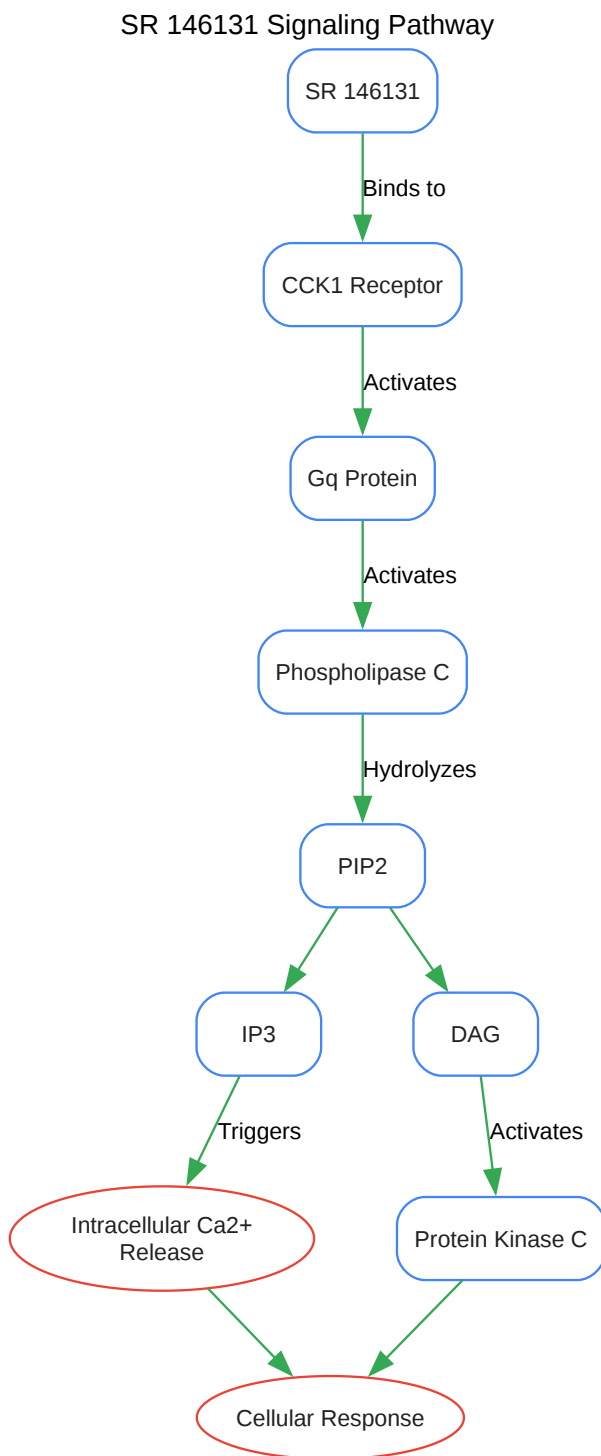 SR 146131 Signaling Pathway
SR 146131
Binds to
CCK1 Receptor
Activates
Gq Protein
Activates
Phospholipase C
Hydrolyzes
PIP2
IP3
DAG
Triggers
Activates
Intracellular Ca2+
Release
Protein Kinase C
Cellular Response